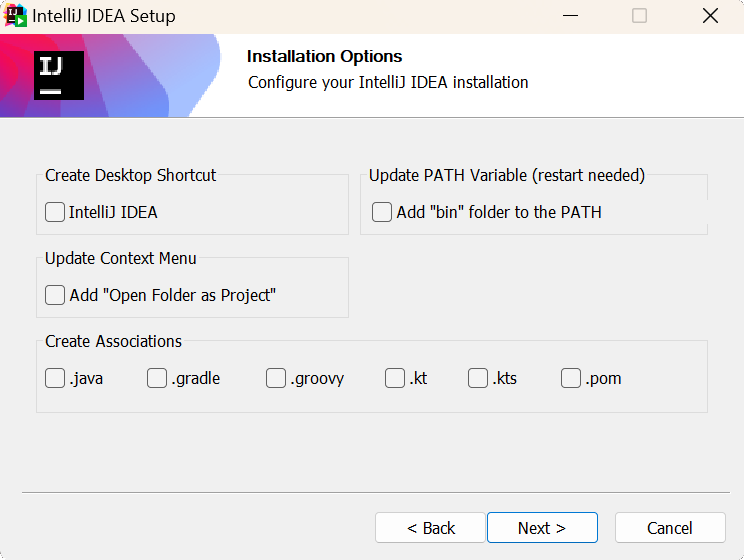 IntelliJ IDEA Setup
IJ
Installation Options
Configure your IntelliJ IDEA installation
Create Desktop Shortcut
IntelliJ IDEA
Update PATH Variable (restart needed)
Add "bin" folder to the PATH
Update Context Menu
Add "Open Folder as Project"
Create Associations
.java .gradle .groovy .kt .kts .pom
< Back Next > Cancel